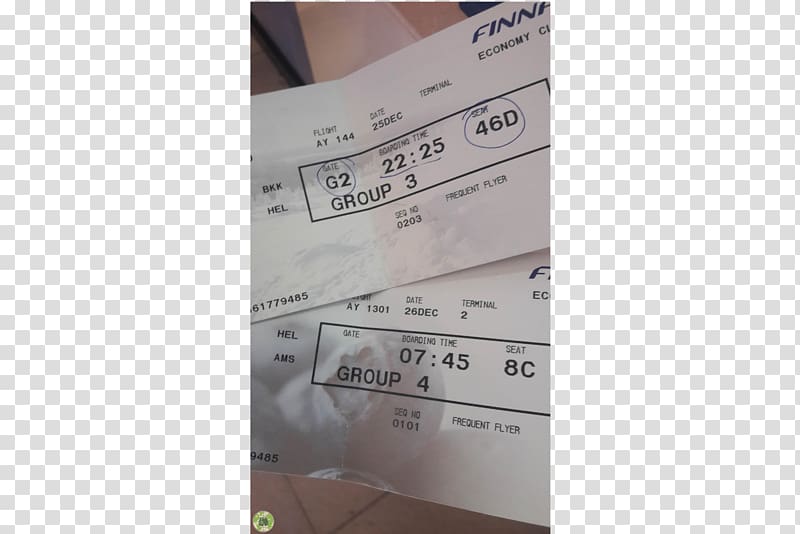 FINN
ECONOMY CL
FLIGHT DATE TERMINAL
AY 144 25DEC
BKK
HEL
GATE BOARDING TIME SEAT
G2 22:25 46D
GROUP 3
SEQ NO FREQUENT FLYER
0203
61779485
DATE TERMINAL
AY 1301 26DEC 2
ECO
HEL
AMS
GATE BOARDING TIME SEAT
07:45 8C
GROUP 4
SEQ NO FREQUENT FLYER
0101
9485